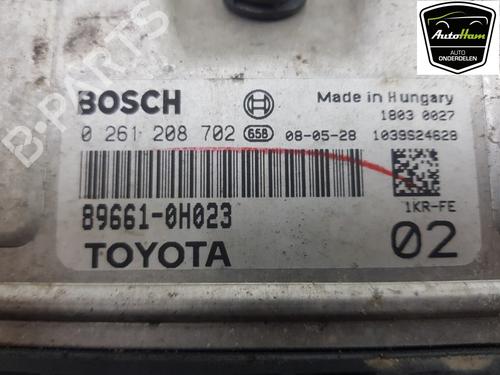 AutoHam
AUTO
ONDERDELEN
B-PARTS
BOSCH
Made in Hungary
1803 0027
0 261 208 702 658 08-05-28 1039S24628
89661-0H023
1KR-FE
TOYOTA
02